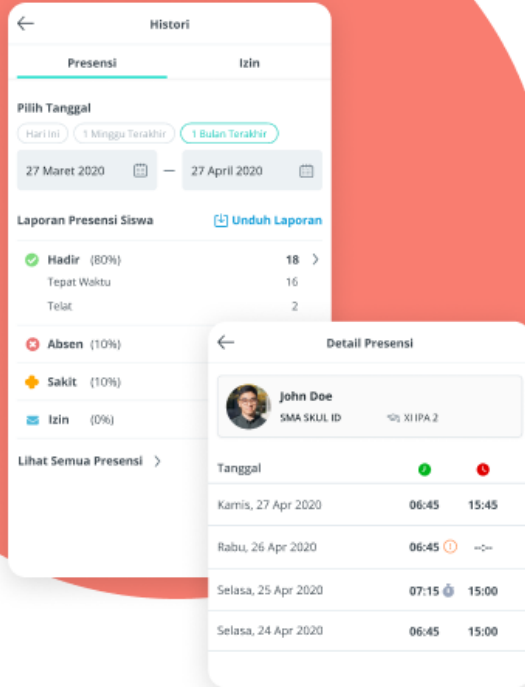 Histori
Presensi Izin
Pilih Tanggal
Hari Ini 1 Minggu Terakhir 1 Bulan Terakhir
27 Maret 2020 — 27 April 2020
Laporan Presensi Siswa Unduh Laporan
Hadir (80%) 18
Tepat Waktu 16
Telat 2
Absen (10%)
Sakit (10%)
Izin (0%)
Lihat Semua Presensi
Detail Presensi
John Doe
SMA SKUL ID XI IPA 2
Tanggal
Kamis, 27 Apr 2020 06:45 15:45
Rabu, 26 Apr 2020 06:45 --:--
Selasa, 25 Apr 2020 07:15 15:00
Selasa, 24 Apr 2020 06:45 15:00